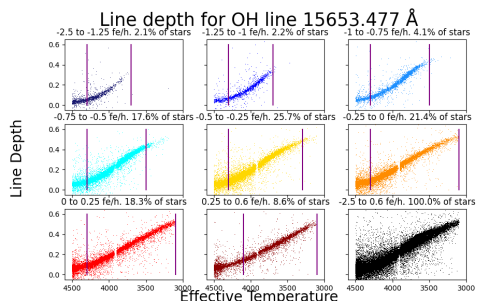 Line depth for OH line 15653.477 Å
-2.5 to -1.25 fe/h. 2.1% of stars
-1.25 to -1 fe/h. 2.2% of stars
-1 to -0.75 fe/h. 4.1% of stars
0.6
0.4
0.2
0.0
-0.75 to -0.5 fe/h. 17.6% of stars
-0.5 to -0.25 fe/h. 25.7% of stars
-0.25 to 0 fe/h. 21.4% of stars
0.6
0.4
0.2
0.0
Line Depth
0 to 0.25 fe/h. 18.3% of stars
0.25 to 0.6 fe/h. 8.6% of stars
-2.5 to 0.6 fe/h. 100.0% of stars
0.6
0.4
0.2
0.0
4500 4000 3500 3000
4500 4000 3500 3000
4500 4000 3500 3000
Effective Temperature